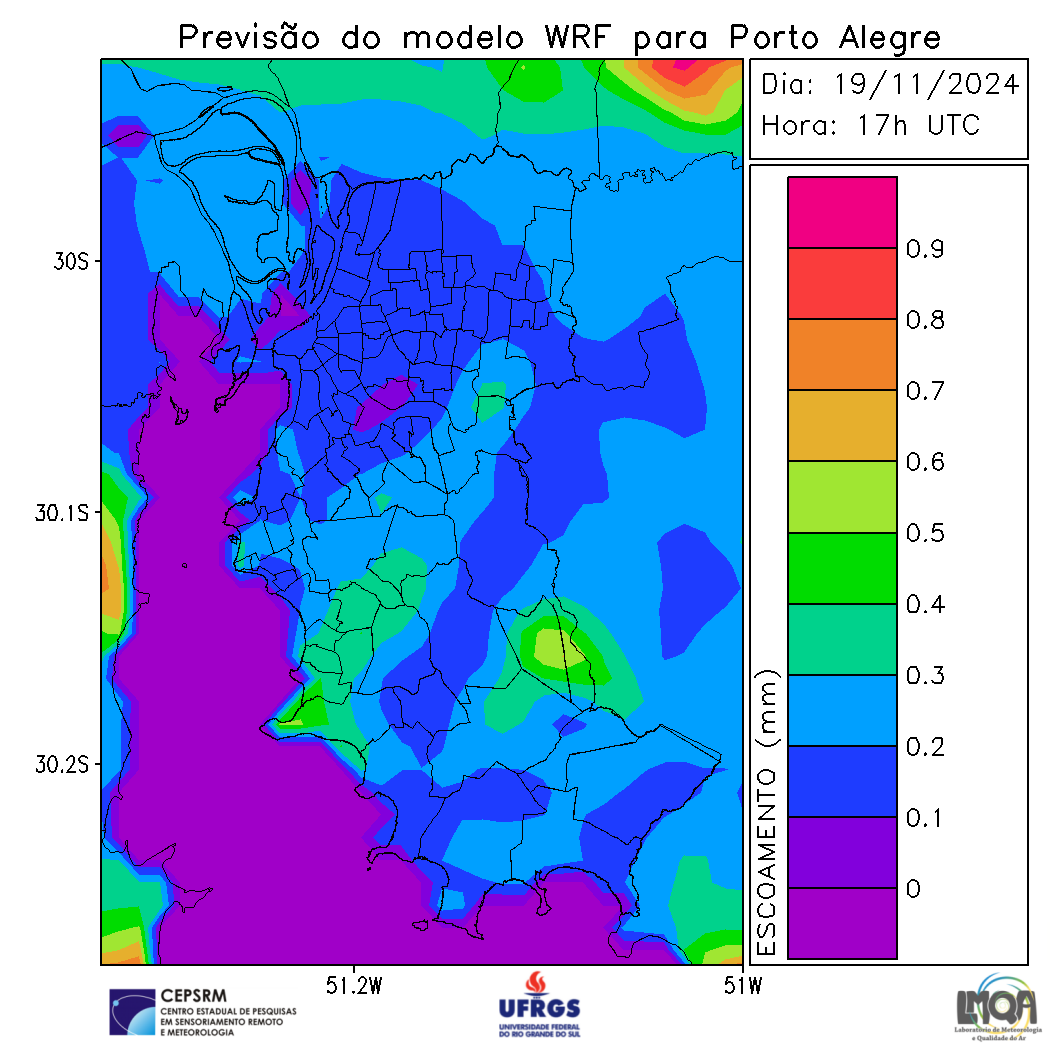 Previsão do modelo WRF para Porto Alegre
Dia: 19/11/2024
Hora: 17h UTC
30S
30.1S
30.2S
51.2W
51W
ESCOAMENTO (mm)
0.9
0.8
0.7
0.6
0.5
0.4
0.3
0.2
0.1
0
CEPSRM
CENTRO ESTADUAL DE PESQUISAS
EM SENSORIAMENTO REMOTO
E METEOROLOGIA
UFRGS
UNIVERSIDADE FEDERAL
DO RIO GRANDE DO SUL
LMQA
Laboratório de Meteorologia
e Qualidade do Ar